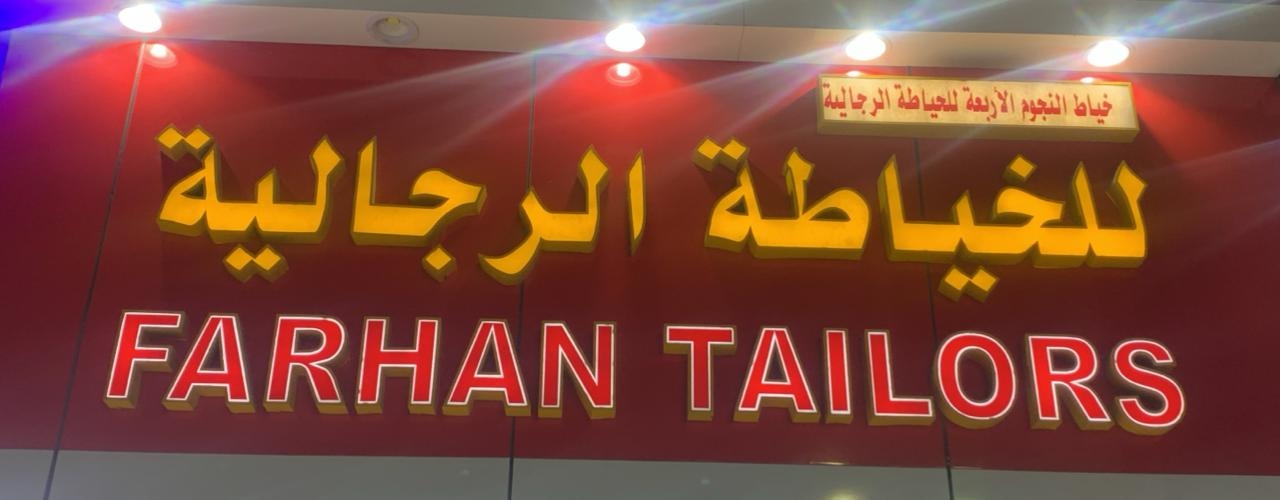 خياط النجوم الأربعة للخياطة الرجالية
للخياطة الرجالية
FARHAN TAILORS